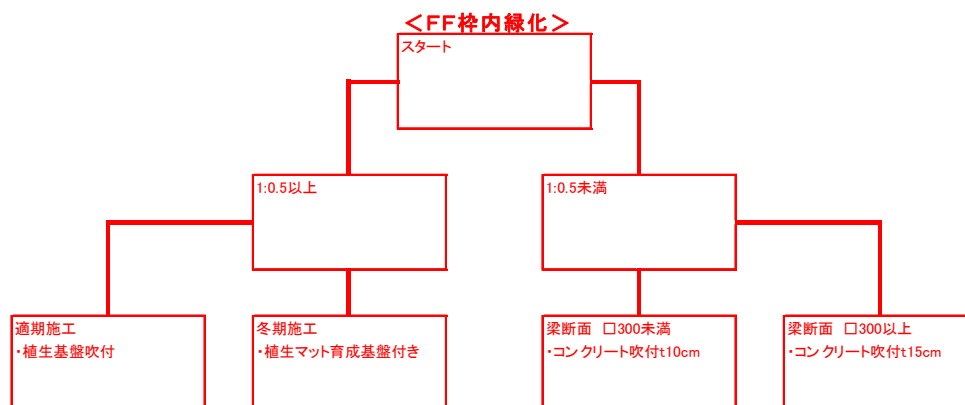 ＜FF枠内緑化＞
スタート
1:0.5以上
1:0.5未満
適期施工
・植生基盤吹付
冬期施工
・植生マット育成基盤付き
梁断面　□300未満
・コンクリート吹付t10cm
梁断面　□300以上
・コンクリート吹付t15cm